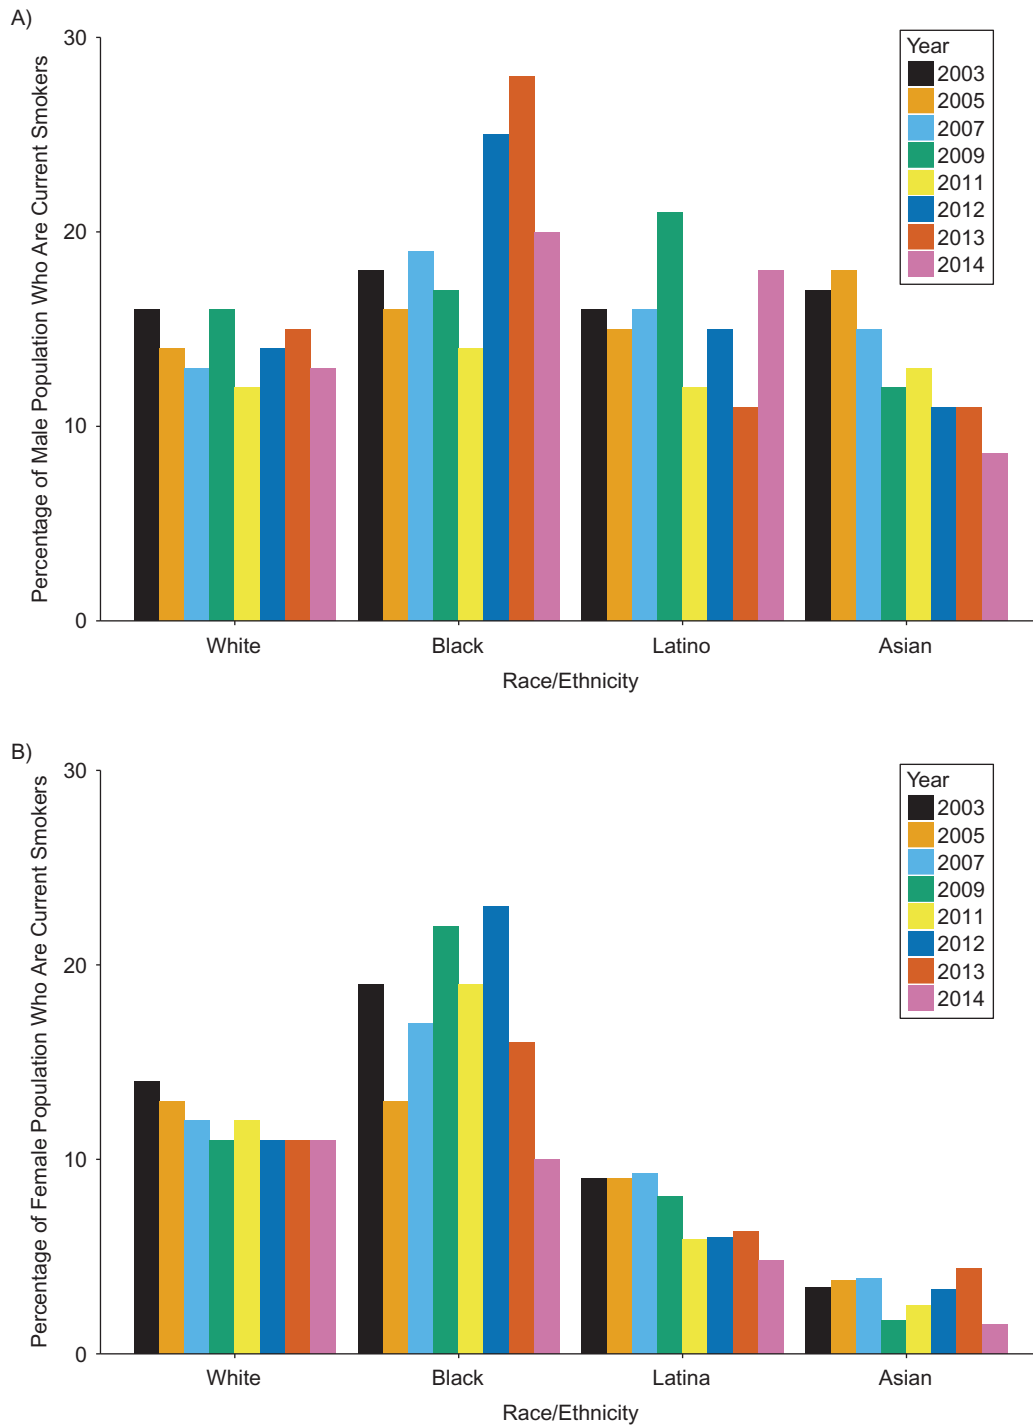 A)
Percentage of Male Population Who Are Current Smokers
30
20
10
0
Year
2003
2005
2007
2009
2011
2012
2013
2014
White
Black
Latino
Asian
Race/Ethnicity
B)
Percentage of Female Population Who Are Current Smokers
30
20
10
0
Year
2003
2005
2007
2009
2011
2012
2013
2014
White
Black
Latina
Asian
Race/Ethnicity